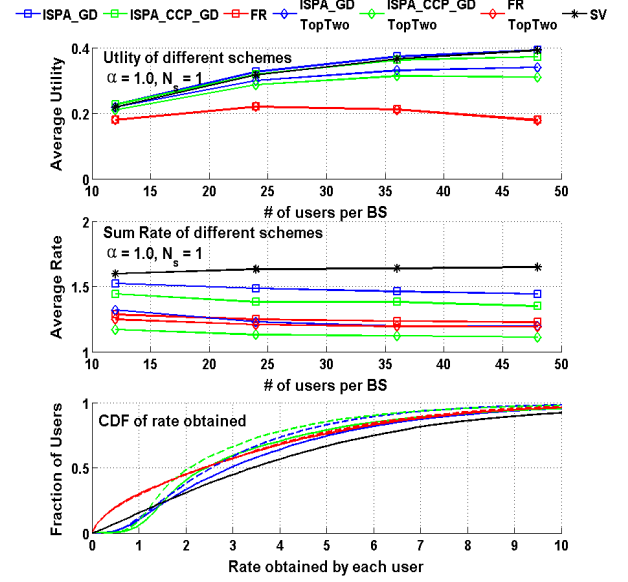 ISPA_GD ISPA_CCP_GD FR ISPA_GD ISPA_CCP_GD FR SV
TopTwo TopTwo TopTwo
Utlity of different schemes
α = 1.0, Ns = 1
Average Utility
0.4
0.2
0
10 15 20 25 30 35 40 45 50
# of users per BS
Sum Rate of different schemes
α = 1.0, Ns = 1
Average Rate
2
1.5
1
10 15 20 25 30 35 40 45 50
# of users per BS
CDF of rate obtained
Fraction of Users
1
0.5
0
0 1 2 3 4 5 6 7 8 9 10
Rate obtained by each user